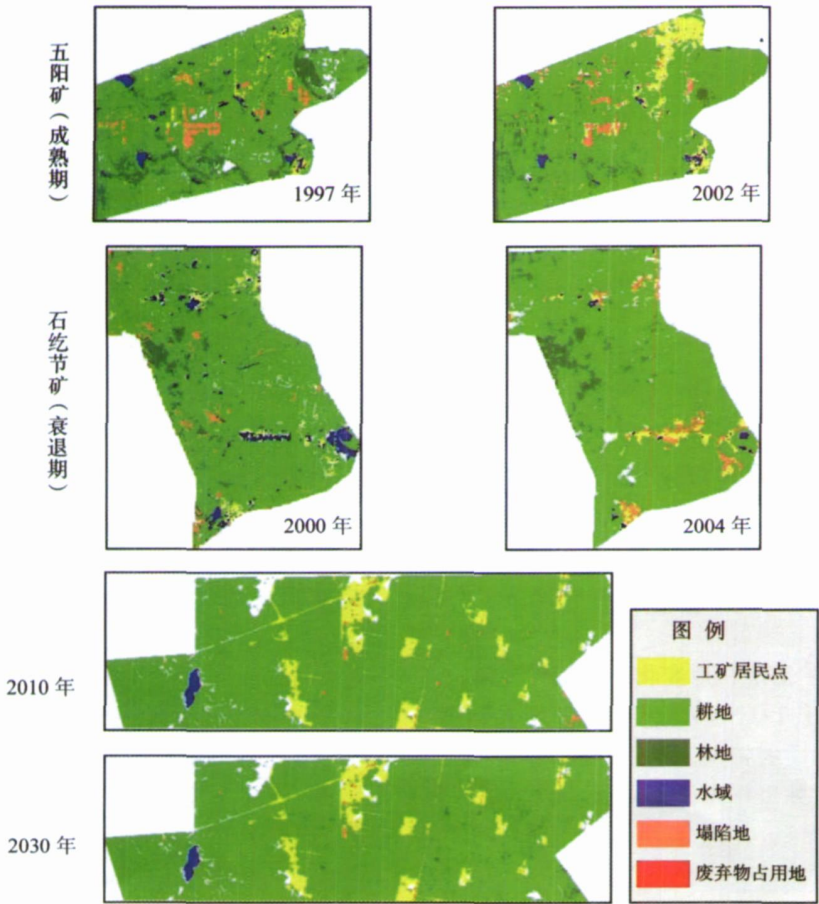 五阳矿（成熟期）
1997 年
2002 年
石圪节矿（衰退期）
2000 年
2004 年
2010 年
2030 年
图 例
工矿居民点
耕地
林地
水域
塌陷地
废弃物占用地